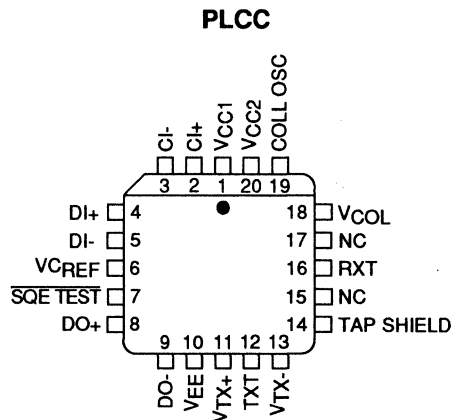 PLCC
CI- CI+ VCC1 VCC2 COLL OSC
3 2 1 20 19
DI+ 4 18 VCOL
DI- 5 17 NC
VCREF 6 16 RXT
SQE TEST 7 15 NC
DO+ 8 14 TAP SHIELD
9 10 11 12 13
DO- VEE VTX+ TXT VTX-